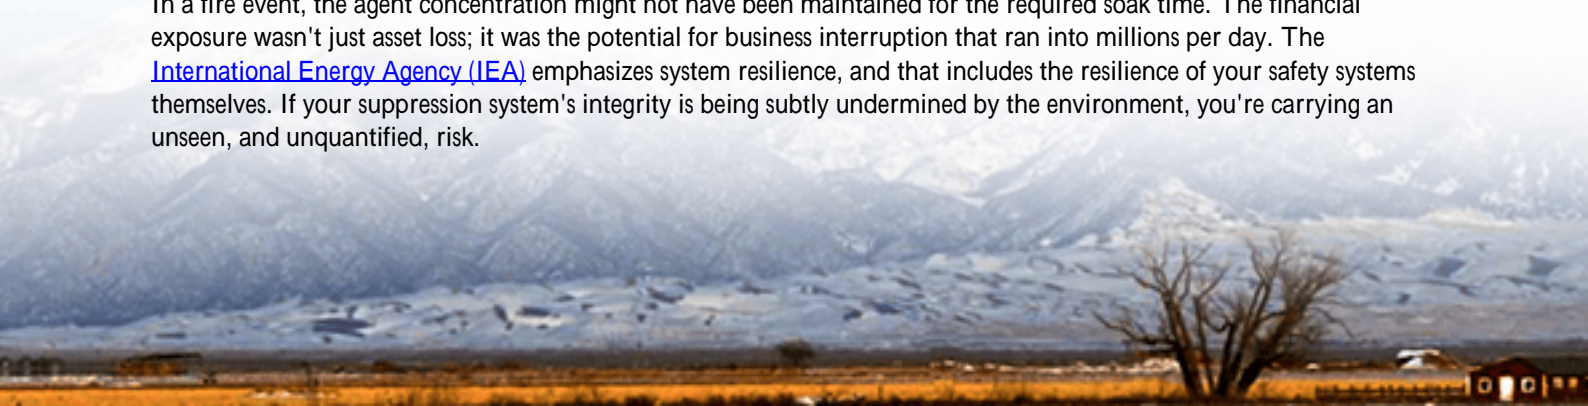 In a fire event, the agent concentration might not have been maintained for the required soak time. The financial
exposure wasn't just asset loss; it was the potential for business interruption that ran into millions per day. The
International Energy Agency (IEA) emphasizes system resilience, and that includes the resilience of your safety systems
themselves. If your suppression system's integrity is being subtly undermined by the environment, you're carrying an
unseen, and unquantified, risk.